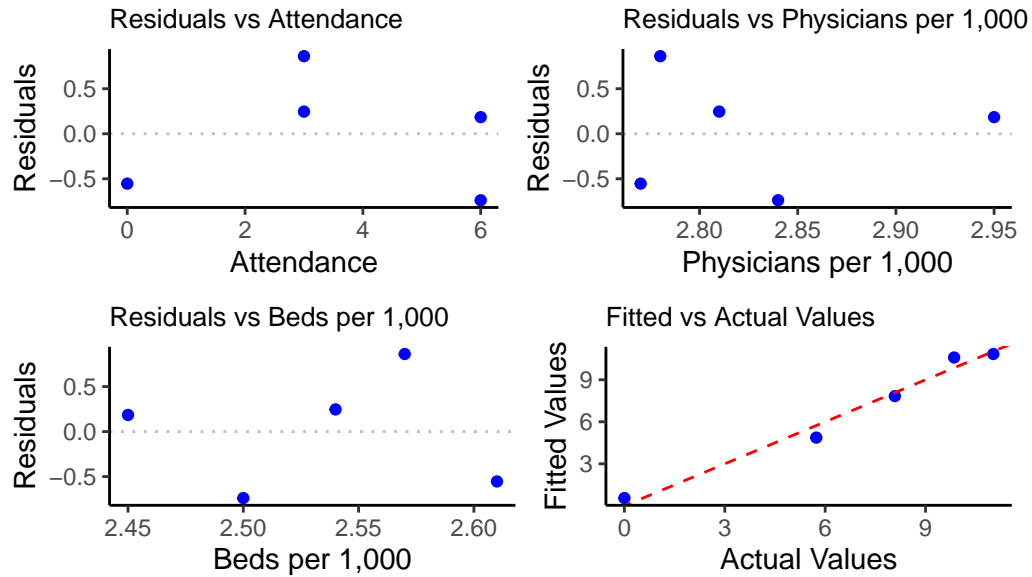 Residuals vs Attendance
Residuals
0.5
0.0
−0.5
0 2 4 6
Attendance
Residuals vs Physicians per 1,000
Residuals
0.5
0.0
−0.5
2.80 2.85 2.90 2.95
Physicians per 1,000
Residuals vs Beds per 1,000
Residuals
0.5
0.0
−0.5
2.45 2.50 2.55 2.60
Beds per 1,000
Fitted vs Actual Values
Fitted Values
9
6
3
0 3 6 9
Actual Values